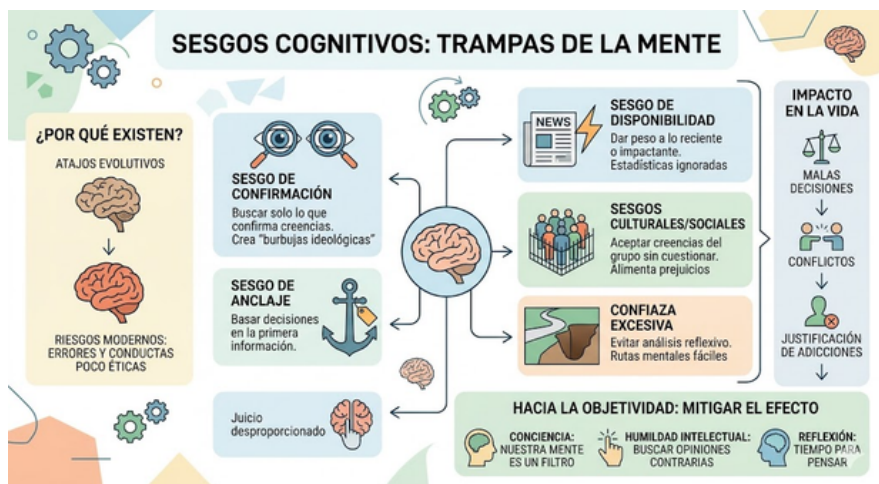 SESGOS COGNITIVOS: TRAMPAS DE LA MENTE
¿POR QUÉ EXISTEN?
ATAJOS EVOLUTIVOS
RIESGOS MODERNOS:
ERRORES Y CONDUCTAS
POCO ÉTICAS
SESGO DE
CONFIRMACIÓN
Buscar solo lo que
confirma creencias.
Crea "burbujas ideológicas"
SESGO DE
ANCLAJE
Basar decisiones
en la primera
información.
Juicio
desproporcionado
NEWS
SESGO DE
DISPONIBILIDAD
Dar peso a lo reciente
o impactante.
Estadísticas ignoradas
SESGOS
CULTURALES/SOCIALES
Aceptar creencias del
grupo sin cuestionar.
Alimenta prejuicios
CONFIAZA
EXCESIVA
Evitar análisis reflexivo.
Rutas mentales fáciles
IMPACTO
EN LA VIDA
MALAS
DECISIONES
CONFLICTOS
JUSTIFICACIÓN
DE ADICCIONES
HACIA LA OBJETIVIDAD: MITIGAR EL EFECTO
CONCIENCIA:
NUESTRA MENTE
ES UN FILTRO
HUMILDAD INTELECTUAL:
BUSCAR OPINIONES
CONTRARIAS
REFLEXIÓN:
TIEMPO PARA
PENSAR